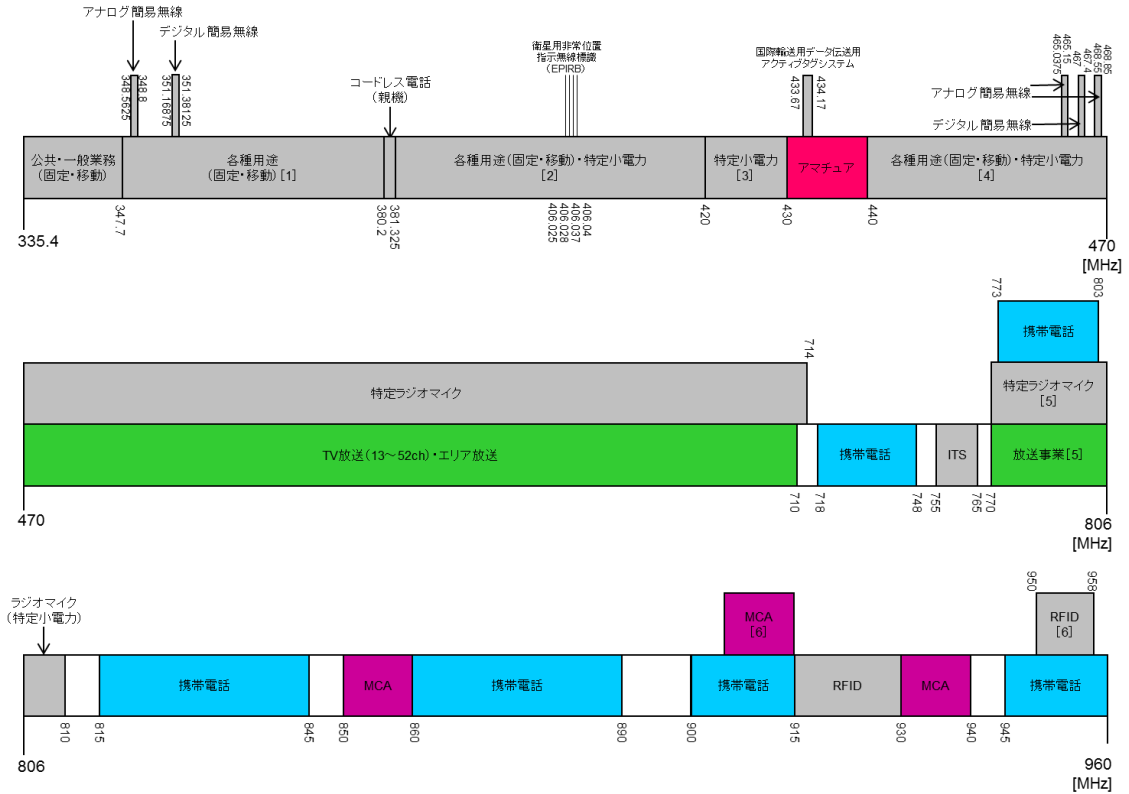 アナログ簡易無線
デジタル簡易無線
348.5625
348.8
351.16875
351.38125
コードレス電話
(親機)
衛星用非常位置
指示無線標識
(EPIRB)
国際輸送用データ伝送用
アクティブタグシステム
433.67
434.17
465.0375
465.15
467
467.4
468.55
468.85
アナログ簡易無線
デジタル簡易無線
公共・一般業務
(固定・移動)
各種用途
(固定・移動)[1]
各種用途(固定・移動)・特定小電力
[2]
特定小電力
[3]
アマチュア
各種用途(固定・移動)・特定小電力
[4]
335.4
347.7
380.2
381.325
406.025
406.028
406.037
406.04
420
430
440
470
[MHz]
773
803
携帯電話
714
特定ラジオマイク
特定ラジオマイク
[5]
TV放送(13~52ch)・エリア放送
携帯電話
ITS
放送事業[5]
470
710
718
748
755
765
770
806
[MHz]
ラジオマイク
(特定小電力)
950
958
MCA
[6]
RFID
[6]
携帯電話
MCA
携帯電話
携帯電話
RFID
MCA
携帯電話
806
810
815
845
850
860
890
900
915
930
940
945
960
[MHz]